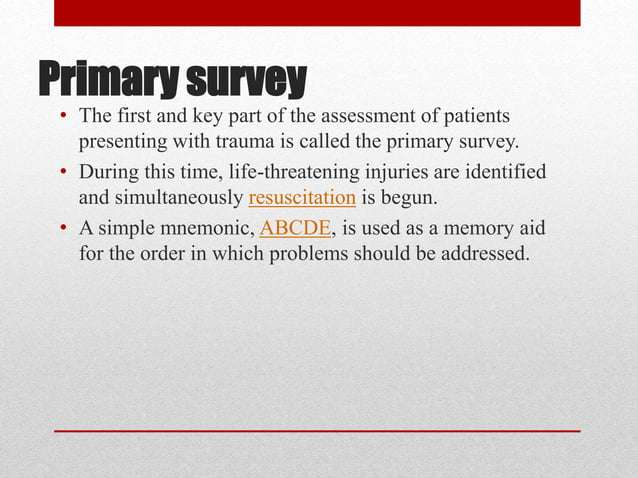 Primary survey
• The first and key part of the assessment of patients
presenting with trauma is called the primary survey.
• During this time, life-threatening injuries are identified
and simultaneously resuscitation is begun.
• A simple mnemonic, ABCDE, is used as a memory aid
for the order in which problems should be addressed.